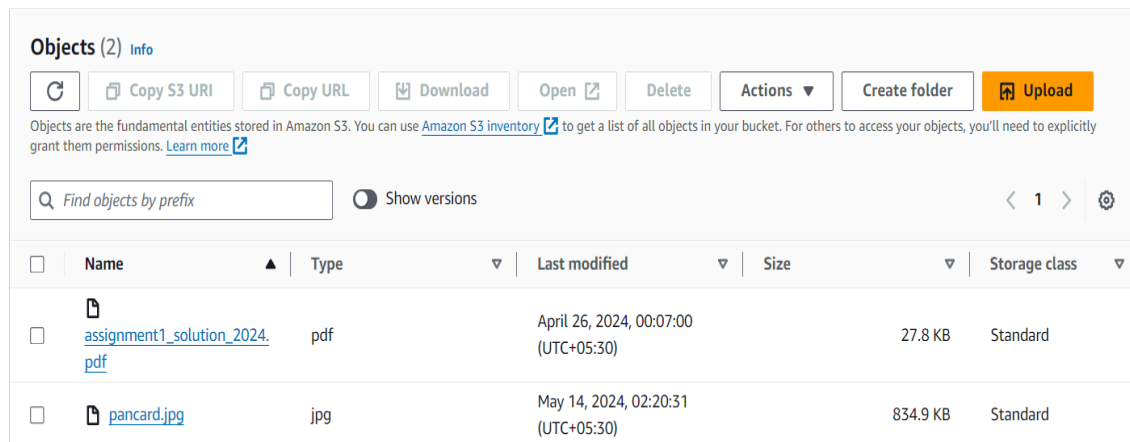 Objects (2) Info
Copy S3 URI Copy URL Download Open Delete Actions Create folder Upload
Objects are the fundamental entities stored in Amazon S3. You can use Amazon S3 inventory to get a list of all objects in your bucket. For others to access your objects, you'll need to explicitly
grant them permissions. Learn more
Find objects by prefix Show versions 1
Name Type Last modified Size Storage class
assignment1_solution_2024.
pdf
pdf
April 26, 2024, 00:07:00
(UTC+05:30)
27.8 KB
Standard
pancard.jpg
jpg
May 14, 2024, 02:20:31
(UTC+05:30)
834.9 KB
Standard